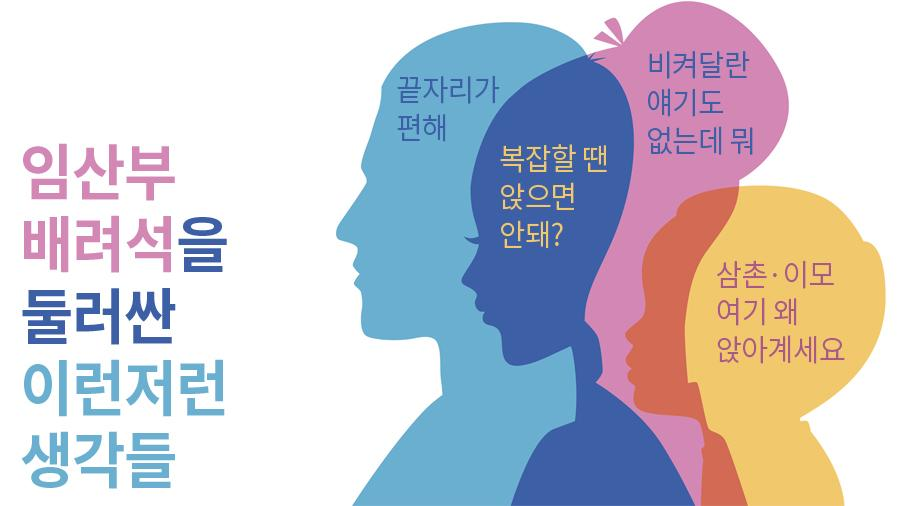 임산부
배려석을
둘러싼
이런저런
생각들
끝자리가
편해
복잡할 땐
앉으면
안돼?
비켜달란
얘기도
없는데 뭐
삼촌·이모
여기 왜
앉아계세요